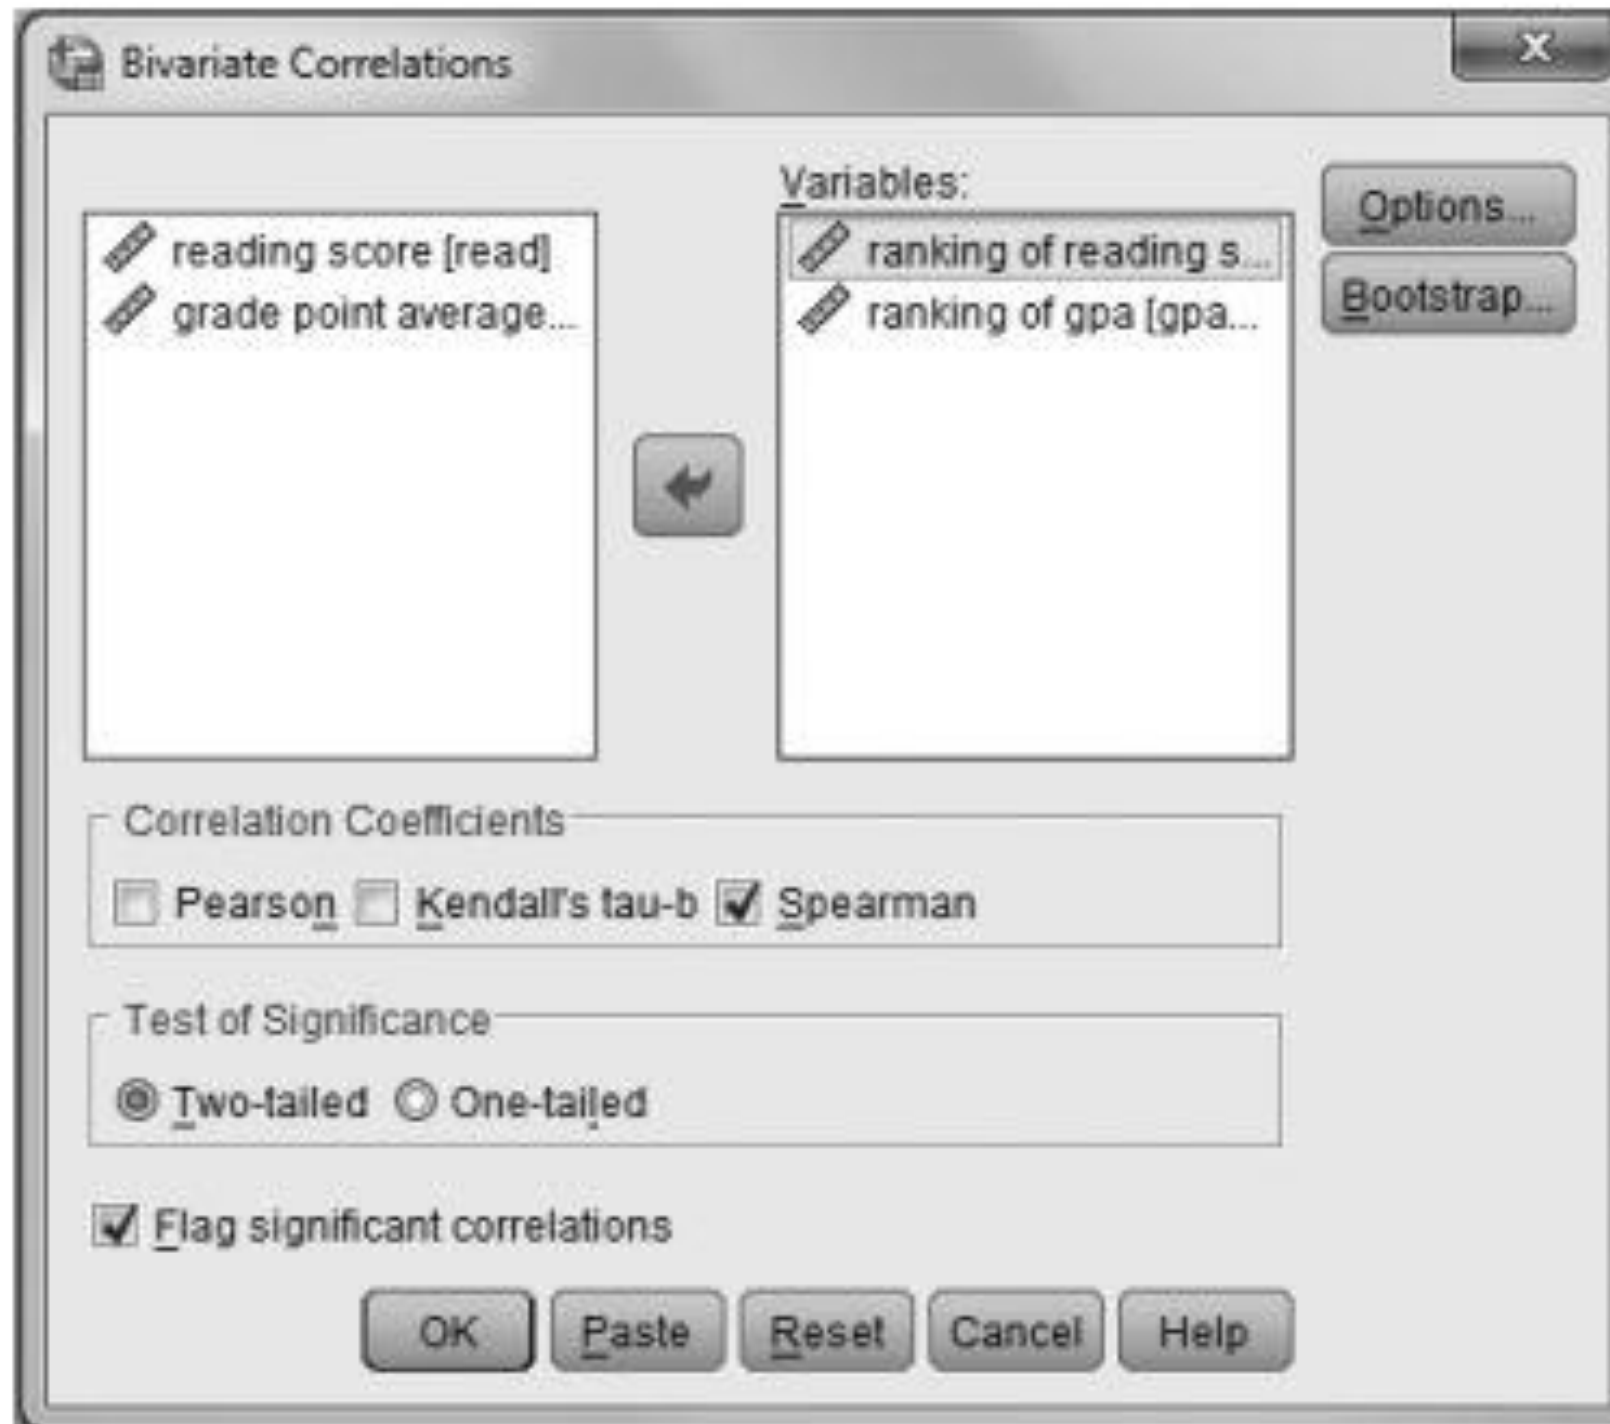 Bivariate Correlations
x
Variables:
reading score [read]
grade point average...
ranking of reading s...
ranking of gpa [gpa...
Options...
Bootstrap...
Correlation Coefficients
Pearson Kendall's tau-b Spearman
Test of Significance
Two-tailed One-tailed
Flag significant correlations
OK Paste Reset Cancel Help